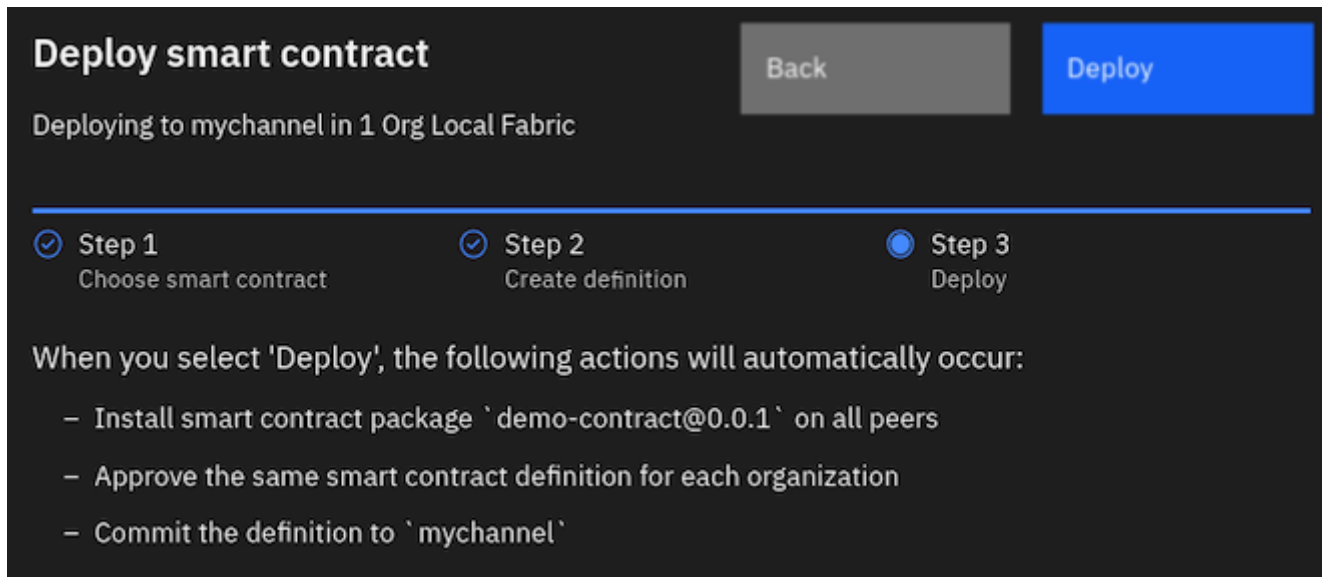 Deploy smart contract
Back
Deploy
Deploying to mychannel in 1 Org Local Fabric
Step 1
Choose smart contract
Step 2
Create definition
Step 3
Deploy
When you select 'Deploy', the following actions will automatically occur:
– Install smart contract package `demo-contract@0.0.1` on all peers
– Approve the same smart contract definition for each organization
– Commit the definition to `mychannel`